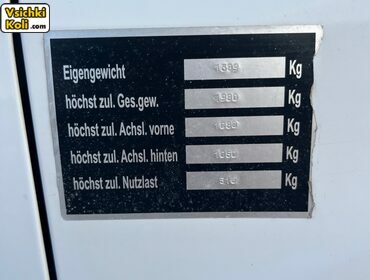 Vsichki
Koli.com
Eigengewicht Kg
höchst zul. Ges.gew. Kg
höchst zul. Achsl. vorne Kg
höchst zul. Achsl. hinten Kg
höchst zul. Nutzlast Kg